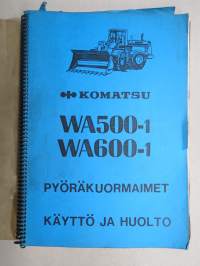 KOMATSU
WA500-1
WA600-1
PYÖRÄKUORMAIMET
KÄYTTÖ JA HUOLTO